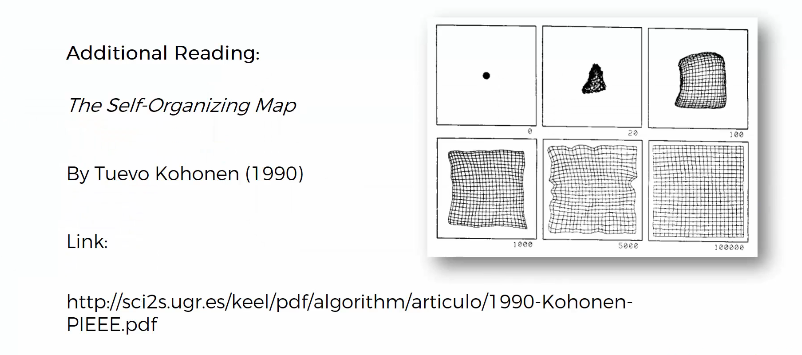 Additional Reading:
The Self-Organizing Map
By Tuevo Kohonen (1990)
Link:
http://sci2s.ugr.es/keel/pdf/algorithm/articulo/1990-Kohonen-
PIEEE.pdf
0
20
100
1000
5000
100000